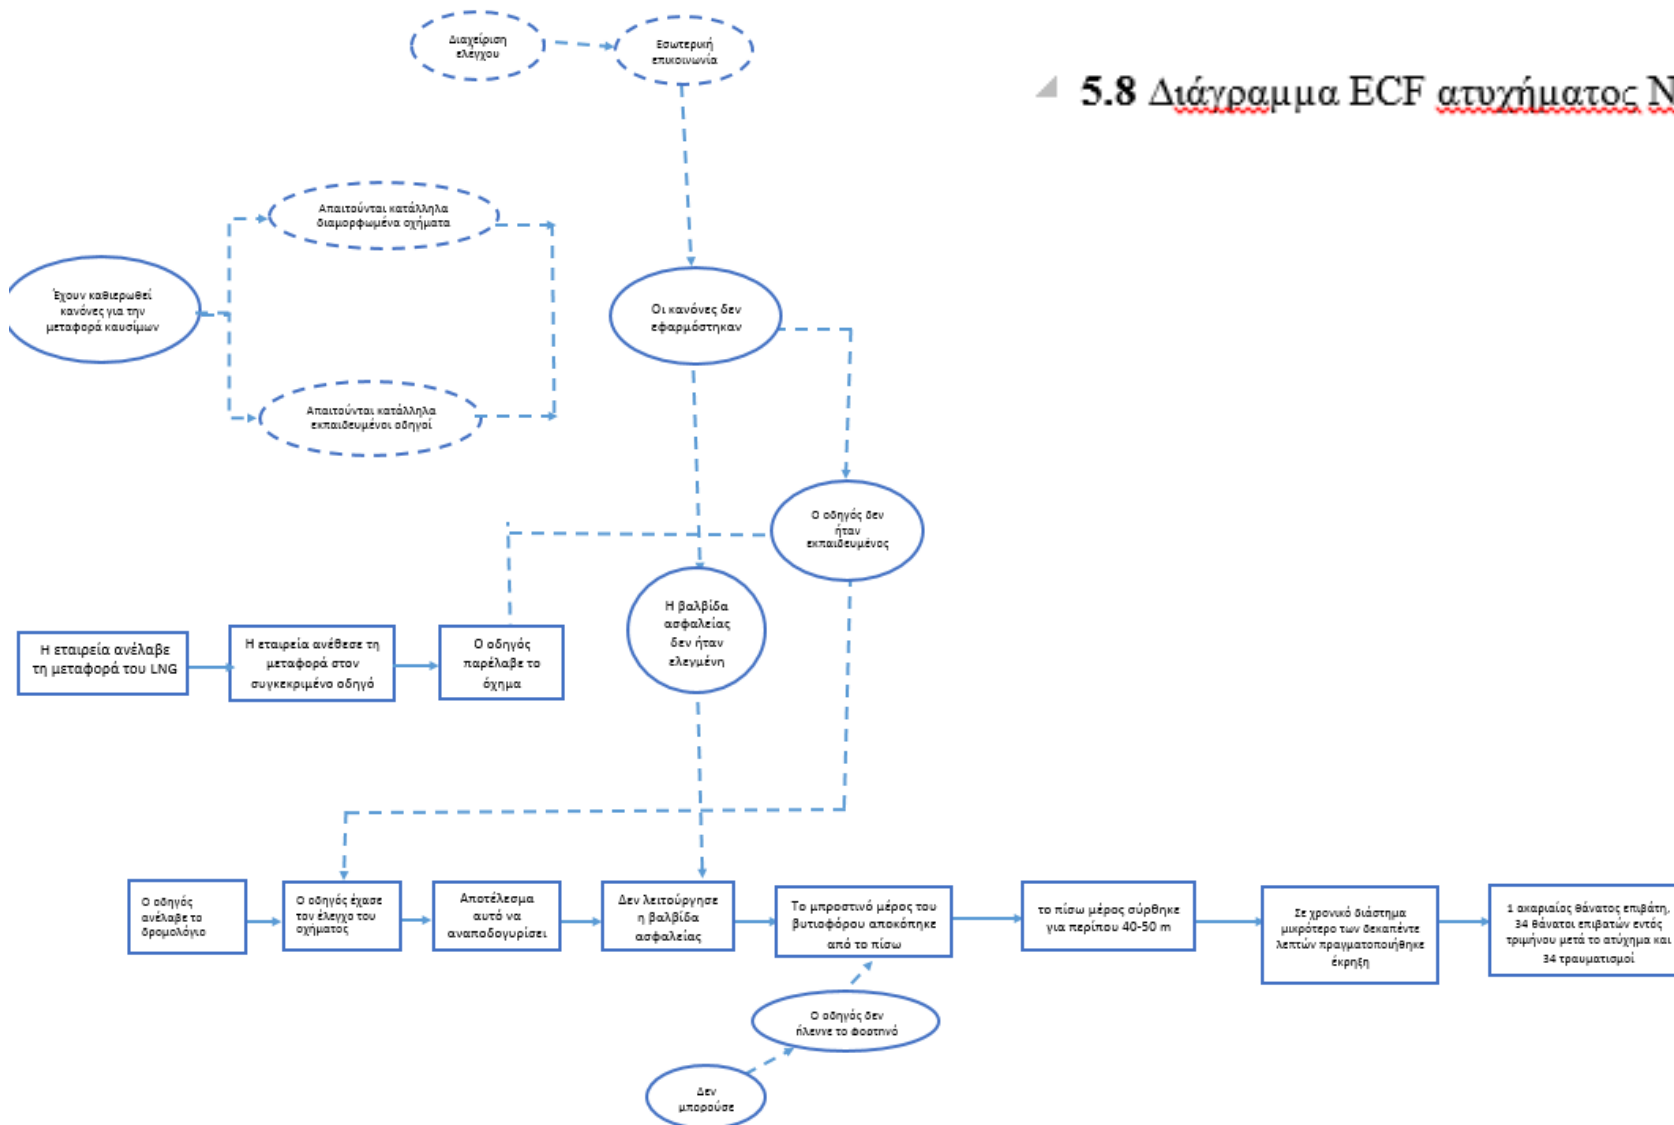 Διαχείριση
ελέγχου
Εσωτερική
επικοινωνία
5.8 Διάγραμμα ECF ατυχήματος Ν
Απαιτούνται κατάλληλα
διαμορφωμένα οχήματα
Έχουν καθιερωθεί
κανόνες για την
μεταφορά καυσίμων
Οι κανόνες δεν
εφαρμόστηκαν
Απαιτούνται κατάλληλα
εκπαιδευμένοι οδηγοί
Ο οδηγός δεν
ήταν
εκπαιδευμένος
Η βαλβίδα
ασφαλείας
δεν ήταν
ελεγμένη
Η εταιρεία ανέλαβε
τη μεταφορά του LNG
Η εταιρεία ανέθεσε τη
μεταφορά στον
συγκεκριμένο οδηγό
Ο οδηγός
παρέλαβε το
όχημα
Ο οδηγός
ανέλαβε το
δρομολόγιο
Ο οδηγός έχασε
τον έλεγχο του
οχήματος
Αποτέλεσμα
αυτό να
αναποδογυρίσει
Δεν λειτούργησε
η βαλβίδα
ασφαλείας
Το μπροστινό μέρος του
βυτιοφόρου αποκόπηκε
από το πίσω
το πίσω μέρος σύρθηκε
για περίπου 40-50 m
Σε χρονικό διάστημα
μικρότερο των δεκαπέντε
λεπτών πραγματοποιήθηκε
έκρηξη
1 ακαριαίος θάνατος επιβάτη,
34 θάνατοι επιβατών εντός
τριμήνου μετά το ατύχημα και
34 τραυματισμοί
Ο οδηγός δεν
ήλεγχε το φορτηγό
Δεν
μπορούσε